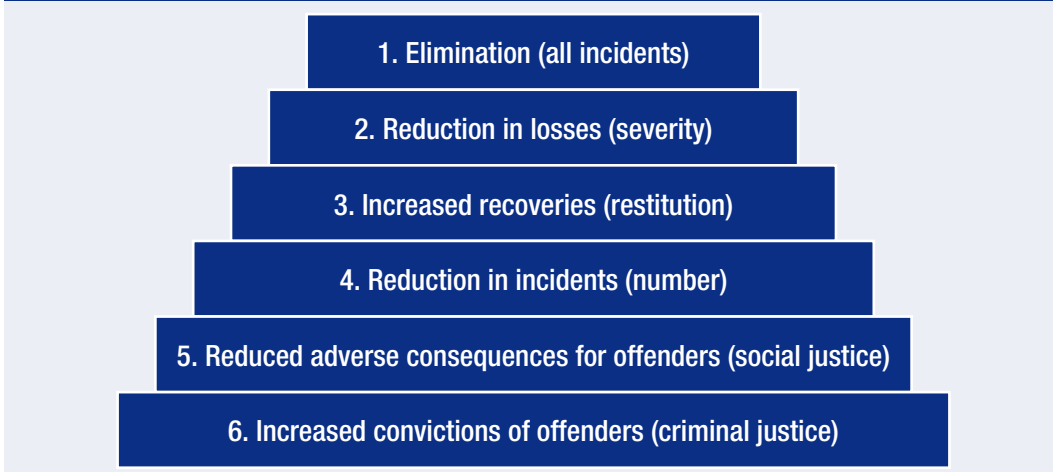 1. Elimination (all incidents)
2. Reduction in losses (severity)
3. Increased recoveries (restitution)
4. Reduction in incidents (number)
5. Reduced adverse consequences for offenders (social justice)
6. Increased convictions of offenders (criminal justice)